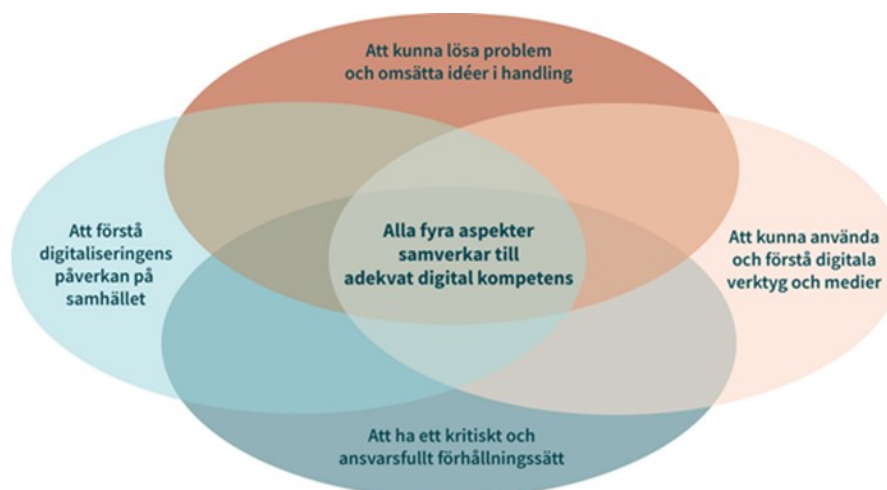 Att kunna lösa problem
och omsätta idéer i handling
Att förstå
digitaliseringens
påverkan på
samhället
Alla fyra aspekter
samverkar till
adekvat digital kompetens
Att kunna använda
och förstå digitala
verktyg och medier
Att ha ett kritiskt och
ansvarsfullt förhållningssätt